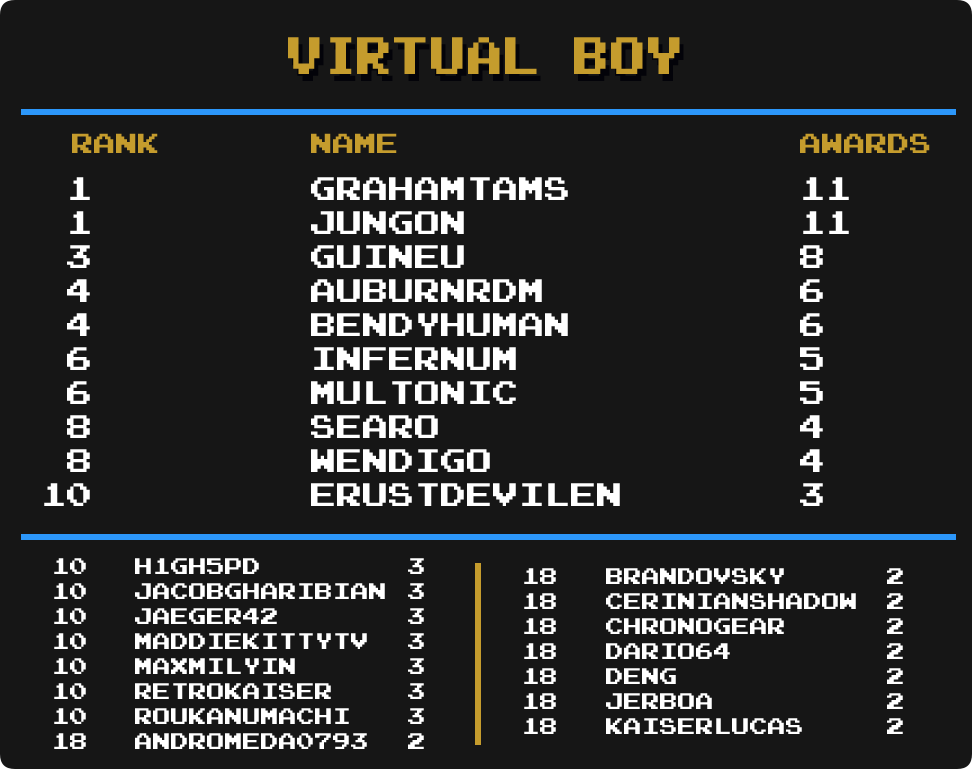 VIRTUAL BOY
RANK NAME AWARDS
1 GRAHAMTAMS 11
1 JUNGON 11
3 GUINEU 8
4 AUBURNRDM 6
4 BENDYHUMAN 6
6 INFERNUM 5
6 MULTONIC 5
8 SEARO 4
8 WENDIGO 4
10 ERUSTDEVILEN 3
10 H1GH5PD 3
10 JACOBGHARIBIAN 3
10 JAEGER42 3
10 MADDIEKITTYTV 3
10 MAXMILYIN 3
10 RETROKAISER 3
10 ROUKANUMACHI 3
18 ANDROMEDA0793 2
18 BRANDOVSKY 2
18 CERINIANSHADOW 2
18 CHRONOGEAR 2
18 DARIO64 2
18 DENG 2
18 JERBOA 2
18 KAISERLUCAS 2